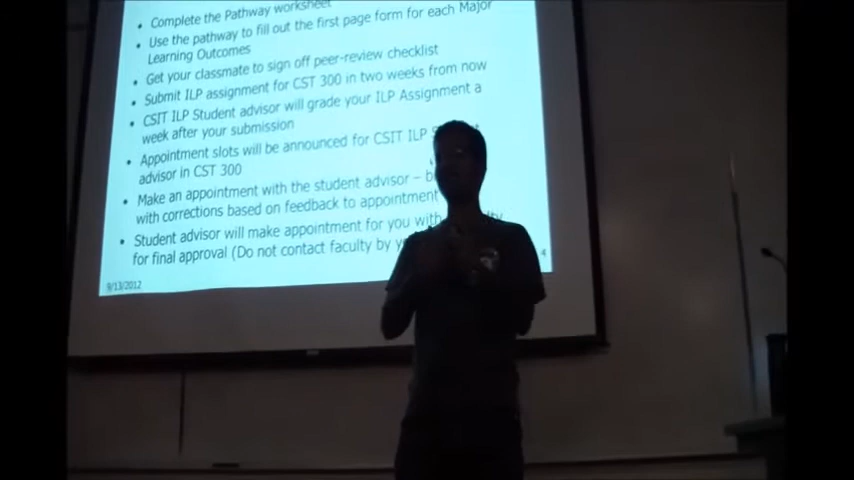 • Complete the Pathway worksheet
• Use the pathway to fill out the first page form for each Major
Learning Outcomes
• Get your classmate to sign off peer-review checklist
• Submit ILP assignment for CST 300 in two weeks from now
• CSIT ILP Student advisor will grade your ILP Assignment a
week after your submission
• Appointment slots will be announced for CSIT ILP
advisor in CST 300
• Make an appointment with the student advisor –
with corrections based on feedback to appointment
• Student advisor will make appointment for you with
for final approval (Do not contact faculty by
9/13/2012
4